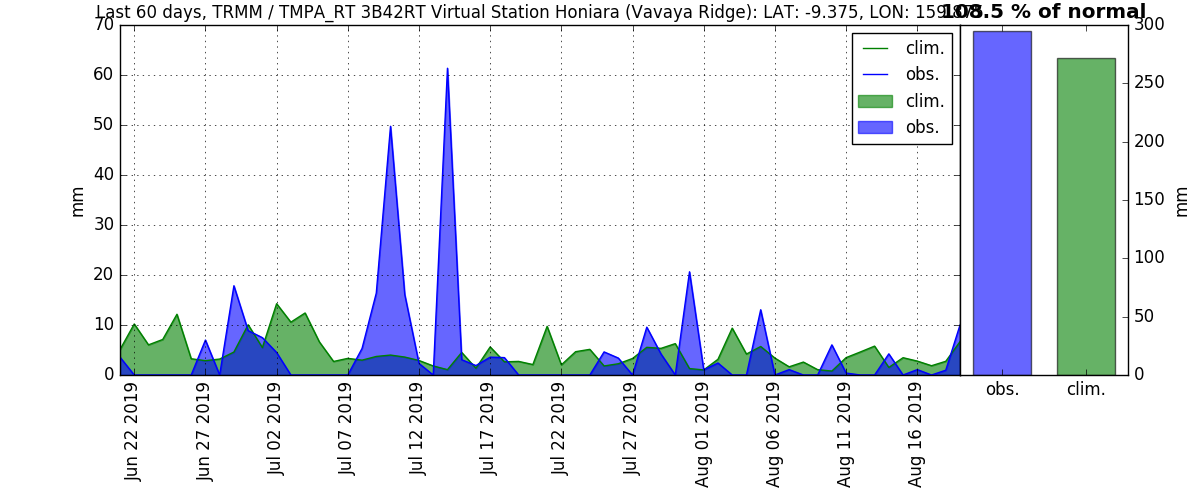 Last 60 days, TRMM / TMPA_RT 3B42RT Virtual Station Honiara (Vavaya Ridge): LAT: -9.375, LON:
108.5 % of normal
70
60
50
40
30
20
10
0
mm
clim.
obs.
clim.
obs.
300
250
200
150
100
50
0
mm
Jun 22 2019
Jun 27 2019
Jul 02 2019
Jul 07 2019
Jul 12 2019
Jul 17 2019
Jul 22 2019
Jul 27 2019
Aug 01 2019
Aug 06 2019
Aug 11 2019
Aug 16 2019
obs.
clim.